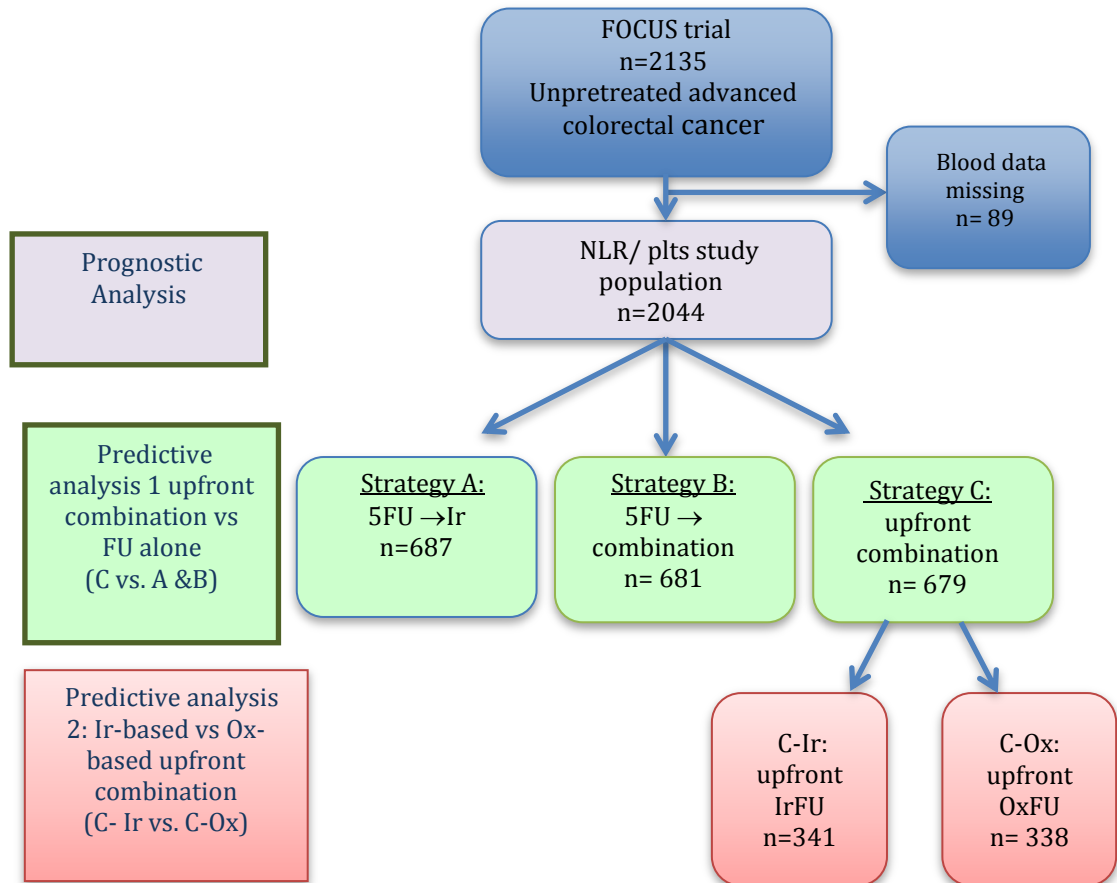 FOCUS trial
n=2135
Unpretreated advanced
colorectal cancer
Blood data
missing
n= 89
Prognostic
Analysis
NLR/ plts study
population
n=2044
Predictive
analysis 1 upfront
combination vs
FU alone
(C vs. A &B)
Strategy A:
5FU →Ir
n=687
Strategy B:
5FU →
combination
n= 681
Strategy C:
upfront
combination
n= 679
Predictive analysis
2: Ir-based vs Ox-
based upfront
combination
(C- Ir vs. C-Ox)
C-Ir:
upfront
IrFU
n=341
C-Ox:
upfront
OxFU
n= 338